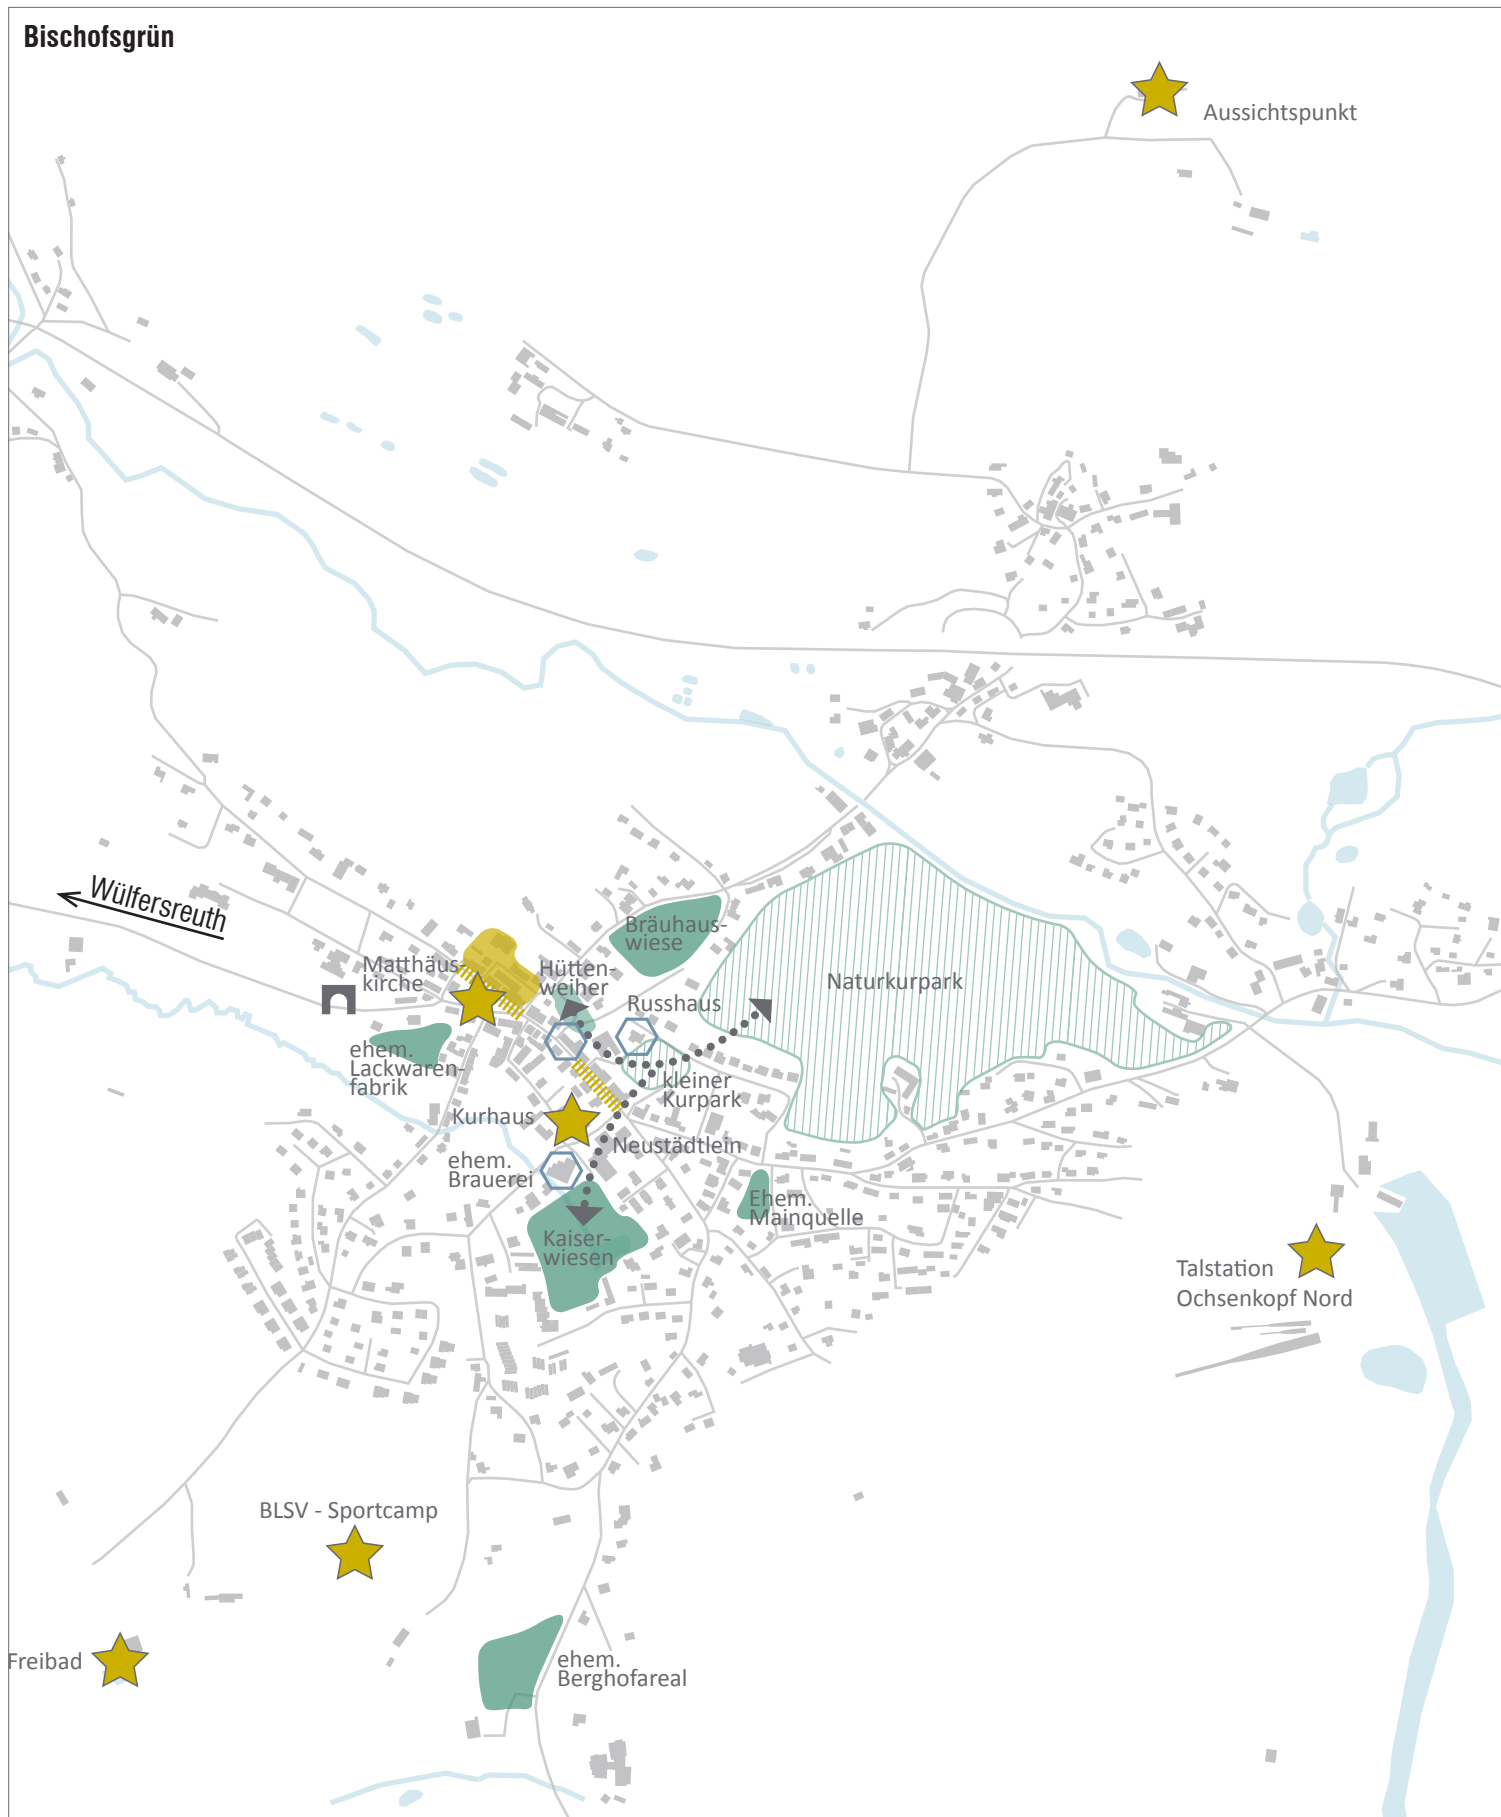 Bischofsgrün
Aussichtspunkt
Wülfersreuth
Bräuhaus-
wiese
Matthäus-
kirche
Hütten-
weiher
Naturkurpark
Russhaus
ehem.
Lackwaren-
fabrik
kleiner
Kurpark
Kurhaus
Neustädtlein
ehem.
Brauerei
Ehem.
Mainquelle
Kaiser-
wiesen
Talstation
Ochsenkopf Nord
BLSV - Sportcamp
Freibad
ehem.
Berghofareal